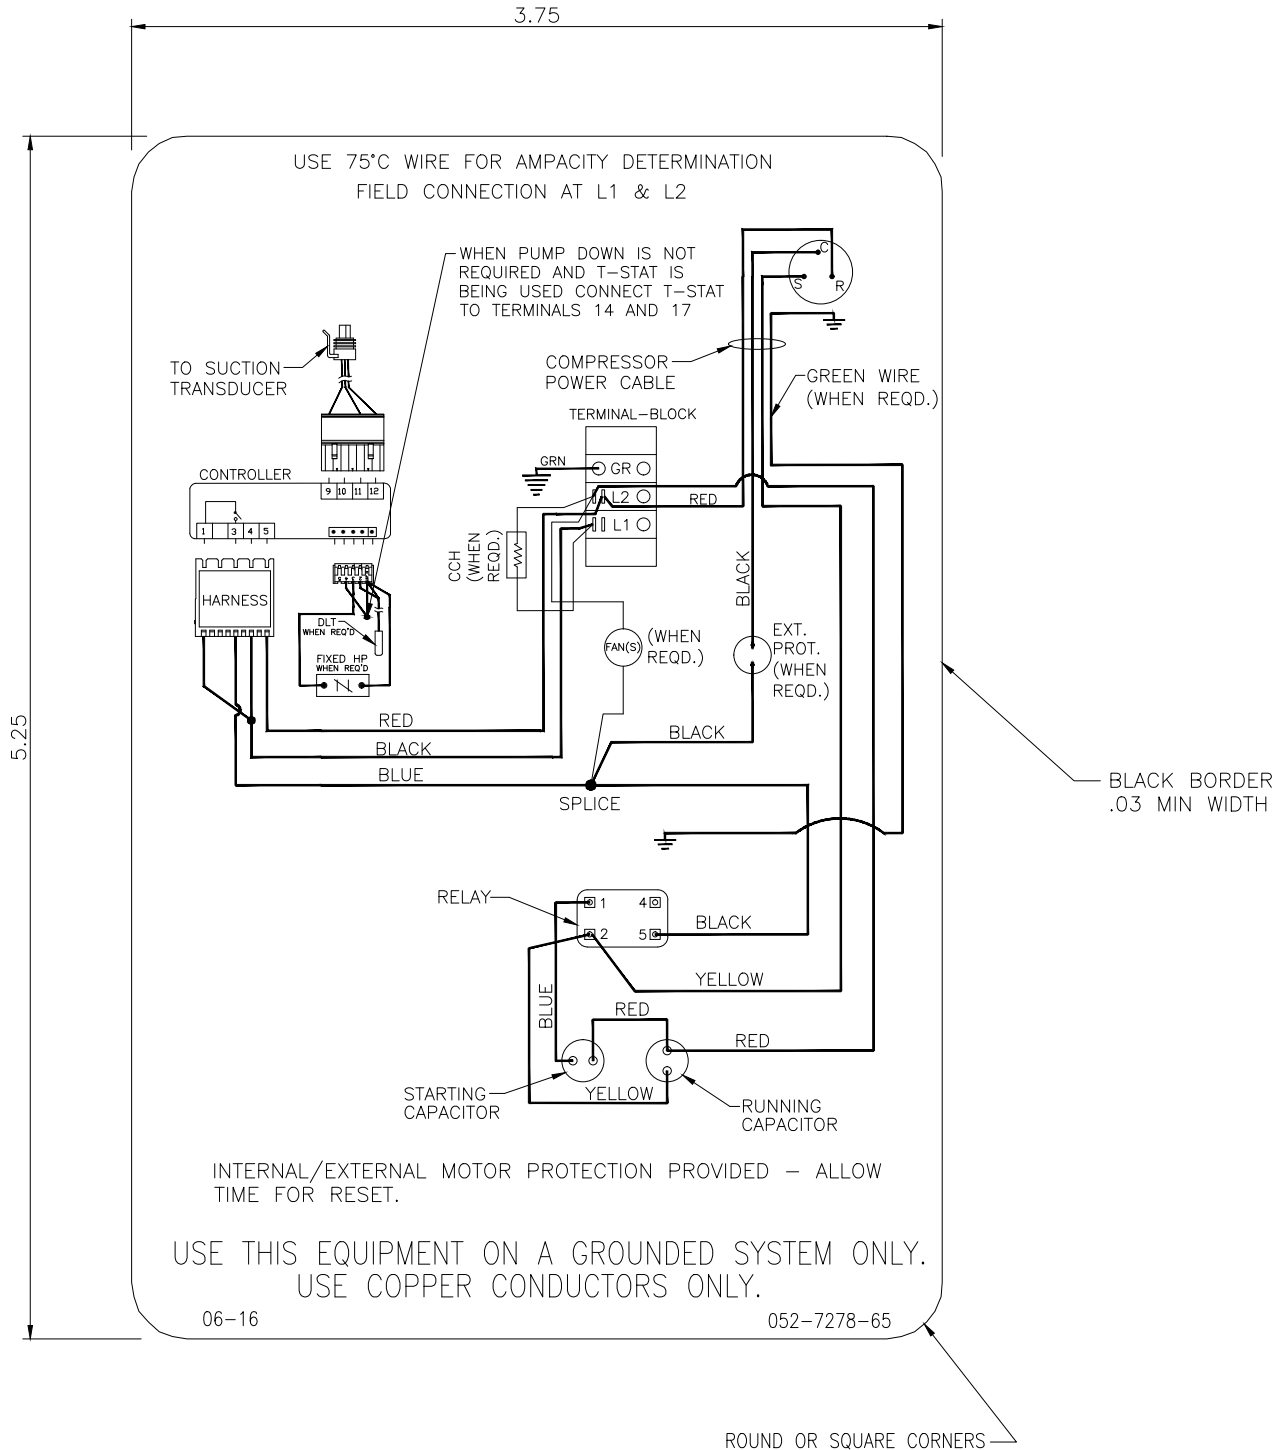 3.75
5.25
USE 75°C WIRE FOR AMPACITY DETERMINATION
FIELD CONNECTION AT L1 & L2
WHEN PUMP DOWN IS NOT
REQUIRED AND T-STAT IS
BEING USED CONNECT T-STAT
TO TERMINALS 14 AND 17
C
S
R
TO SUCTION
TRANSDUCER
COMPRESSOR
POWER CABLE
GREEN WIRE
(WHEN REQD.)
TERMINAL-BLOCK
GRN
GR
L2
L1
RED
CONTROLLER
9 10 11 12
1 3 4 5
HARNESS
CCH
(WHEN
REQD.)
BLACK
DLT
WHEN REQ'D
FIXED HP
WHEN REQ'D
FAN(S)
(WHEN
REQD.)
EXT.
PROT.
(WHEN
REQD.)
RED
BLACK
BLACK
BLUE
SPLICE
BLACK BORDER
.03 MIN WIDTH
RELAY
1
4
2
5
BLACK
YELLOW
BLUE
RED
RED
STARTING
CAPACITOR
YELLOW
RUNNING
CAPACITOR
INTERNAL/EXTERNAL MOTOR PROTECTION PROVIDED - ALLOW
TIME FOR RESET.
USE THIS EQUIPMENT ON A GROUNDED SYSTEM ONLY.
USE COPPER CONDUCTORS ONLY.
06-16
052-7278-65
ROUND OR SQUARE CORNERS